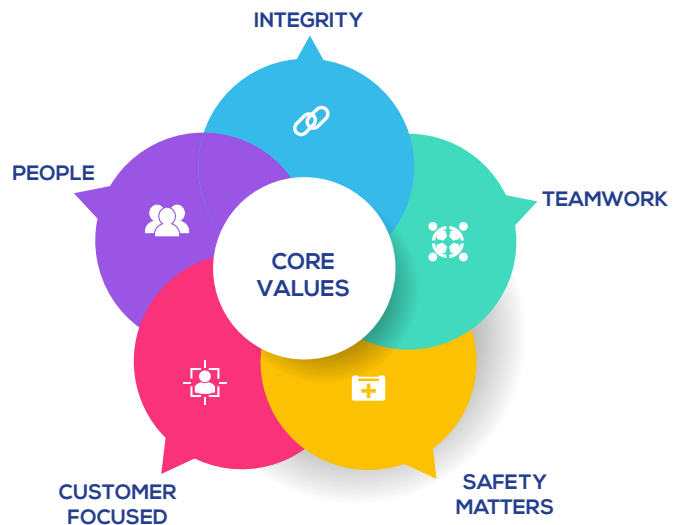 INTEGRITY
PEOPLE
TEAMWORK
CORE
VALUES
CUSTOMER
FOCUSED
SAFETY
MATTERS